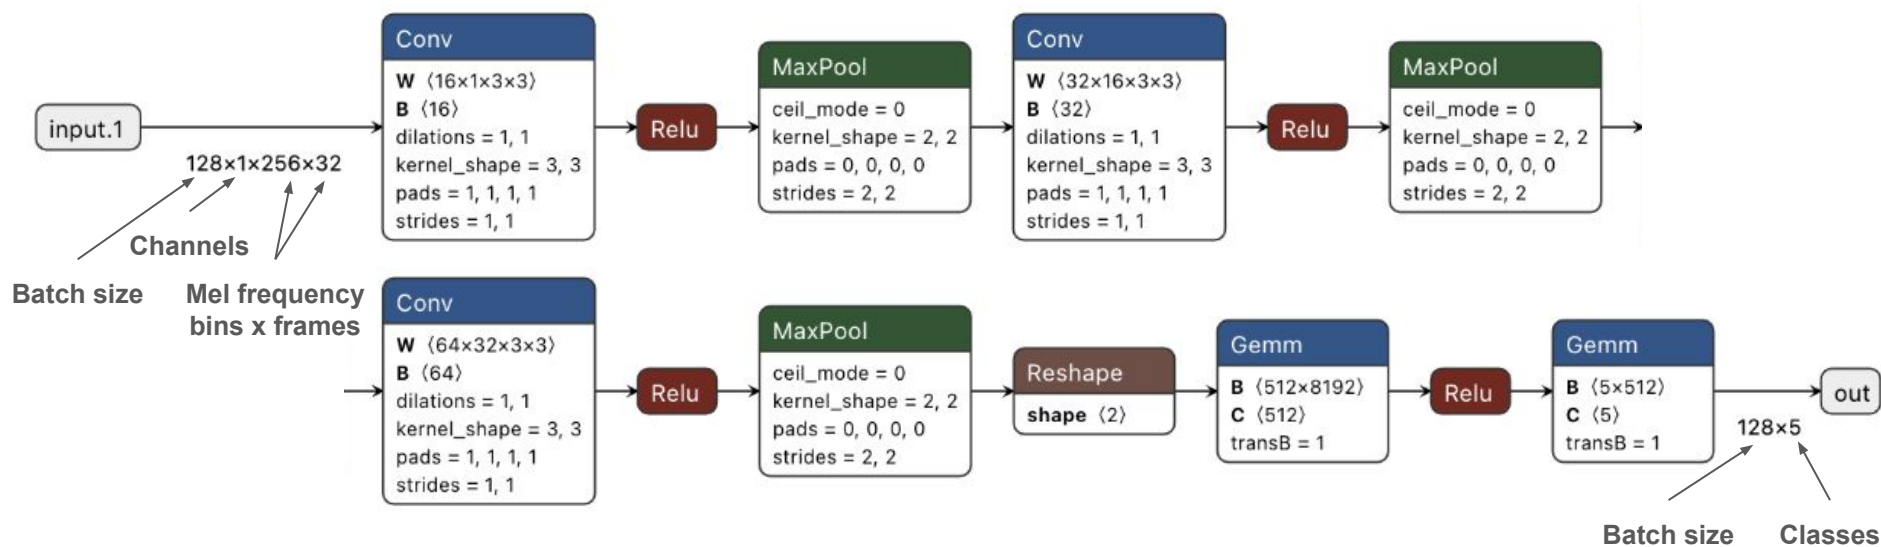 input.1
128×1×256×32
Batch size
Channels
Mel frequency
bins x frames
Conv
W ⟨16×1×3×3⟩
B ⟨16⟩
dilations = 1, 1
kernel_shape = 3, 3
pads = 1, 1, 1, 1
strides = 1, 1
Relu
MaxPool
ceil_mode = 0
kernel_shape = 2, 2
pads = 0, 0, 0, 0
strides = 2, 2
Conv
W ⟨32×16×3×3⟩
B ⟨32⟩
dilations = 1, 1
kernel_shape = 3, 3
pads = 1, 1, 1, 1
strides = 1, 1
Relu
MaxPool
ceil_mode = 0
kernel_shape = 2, 2
pads = 0, 0, 0, 0
strides = 2, 2
Conv
W ⟨64×32×3×3⟩
B ⟨64⟩
dilations = 1, 1
kernel_shape = 3, 3
pads = 1, 1, 1, 1
strides = 1, 1
Relu
MaxPool
ceil_mode = 0
kernel_shape = 2, 2
pads = 0, 0, 0, 0
strides = 2, 2
Reshape
shape ⟨2⟩
Gemm
B ⟨512×8192⟩
C ⟨512⟩
transB = 1
Relu
Gemm
B ⟨5×512⟩
C ⟨5⟩
transB = 1
out
128×5
Batch size
Classes